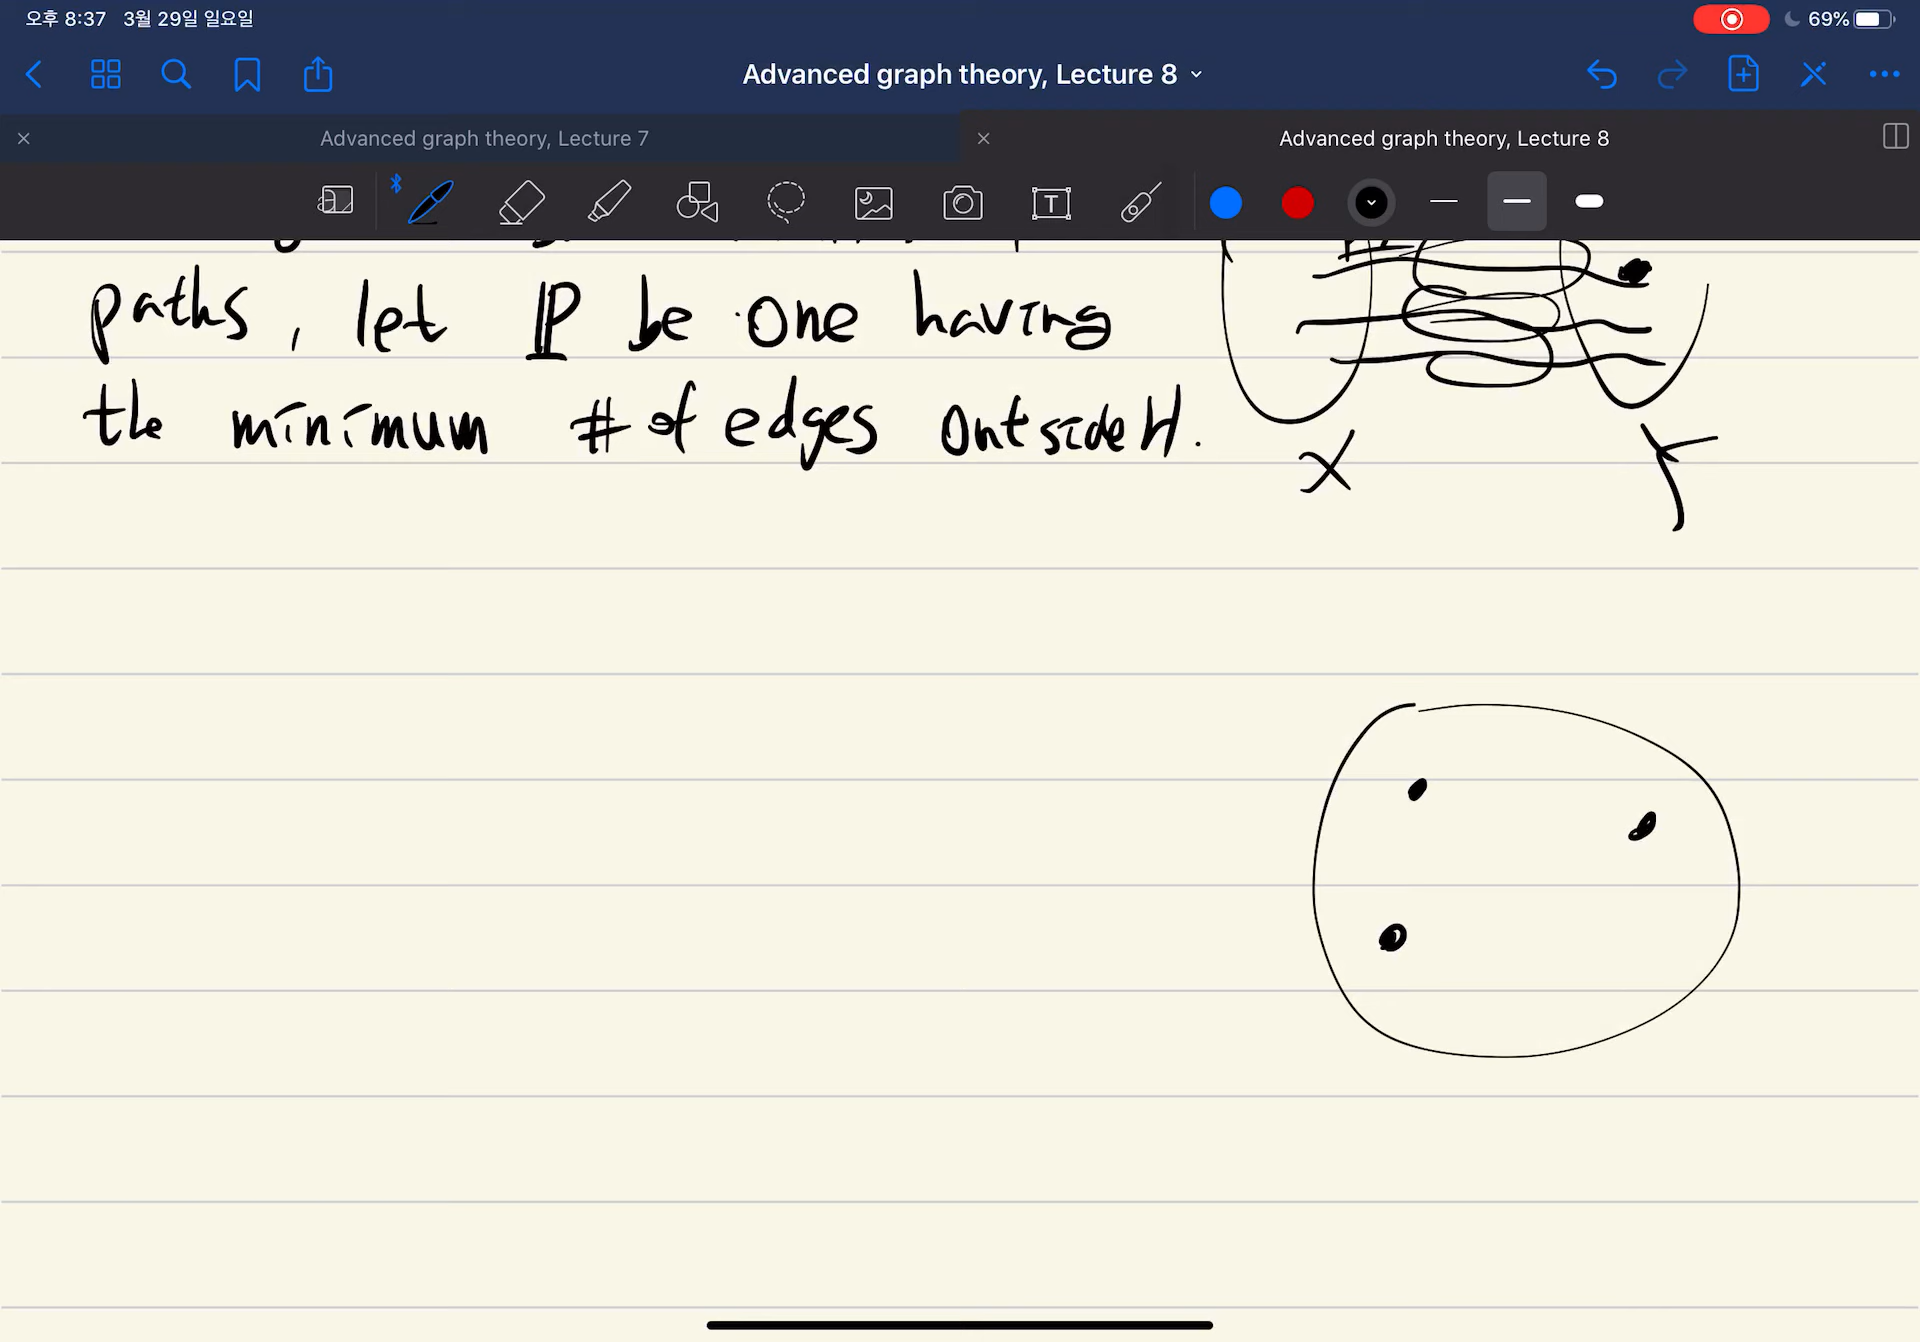 오후 8:37 3월 29일 일요일
69%
Advanced graph theory, Lecture 8
Advanced graph theory, Lecture 7
Advanced graph theory, Lecture 8
paths, let P be one having
the minimum # of edges outside H.
X
Y